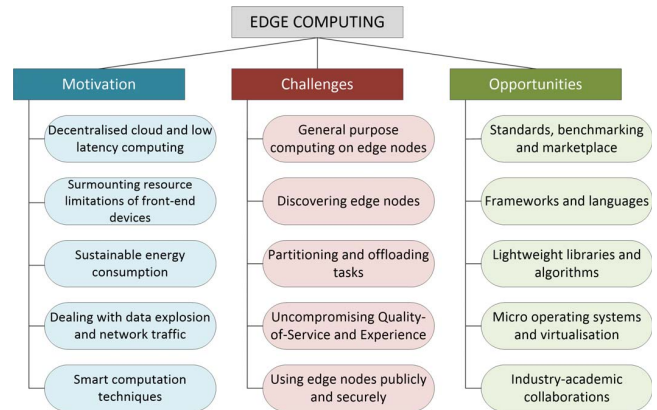 EDGE COMPUTING
Motivation
Decentralised cloud and low
latency computing
Surmounting resource
limitations of front-end
devices
Sustainable energy
consumption
Dealing with data explosion
and network traffic
Smart computation
techniques
Challenges
General purpose
computing on edge nodes
Discovering edge nodes
Partitioning and offloading
tasks
Uncompromising Quality-
of-Service and Experience
Using edge nodes publicly
and securely
Opportunities
Standards, benchmarking
and marketplace
Frameworks and languages
Lightweight libraries and
algorithms
Micro operating systems
and virtualisation
Industry-academic
collaborations